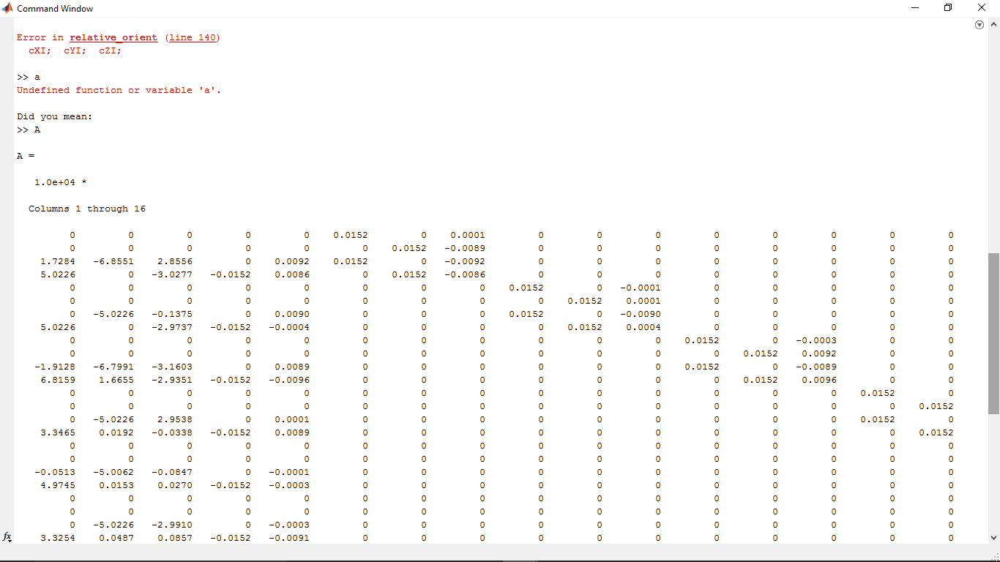 Command Window
Error in relative_orient (line 140)
cXI; cYI; cZI;
>> a
Undefined function or variable 'a'.
Did you mean:
>> A
A =
1.0e+04 *
Columns 1 through 16
0 0 0 0 0 0.0152 0 0.0001 0 0 0 0 0 0 0 0
0 0 0 0 0 0 0.0152 -0.0089 0 0 0 0 0 0 0 0
1.7284 -6.8551 2.8556 0 0.0092 0.0152 0 -0.0092 0 0 0 0 0 0 0 0
5.0226 0 -3.0277 -0.0152 0.0086 0 0.0152 -0.0086 0 0 0 0 0 0 0 0
0 0 0 0 0 0 0 0 0.0152 0 -0.0001 0 0 0 0 0
0 0 0 0 0 0 0 0 0 0.0152 0.0001 0 0 0 0 0
0 -5.0226 -0.1375 0 0.0090 0 0 0 0.0152 0 -0.0090 0 0 0 0 0
5.0226 0 -2.9737 -0.0152 -0.0004 0 0 0 0 0.0152 0.0004 0 0 0 0 0
0 0 0 0 0 0 0 0 0 0 0 0.0152 0 -0.0003 0 0
0 0 0 0 0 0 0 0 0 0 0 0 0.0152 0.0092 0 0
-1.9128 -6.7991 -3.1603 0 0.0089 0 0 0 0 0 0 0.0152 0 -0.0089 0 0
6.8159 1.6655 -2.9351 -0.0152 -0.0096 0 0 0 0 0 0 0 0.0152 0.0096 0 0
0 0 0 0 0 0 0 0 0 0 0 0 0 0 0.0152 0
0 0 0 0 0 0 0 0 0 0 0 0 0 0 0 0.0152
0 -5.0226 2.9538 0 0.0001 0 0 0 0 0 0 0 0 0 0.0152 0
3.3465 0.0192 -0.0338 -0.0152 0.0089 0 0 0 0 0 0 0 0 0 0 0.0152
0 0 0 0 0 0 0 0 0 0 0 0 0 0 0 0
0 0 0 0 0 0 0 0 0 0 0 0 0 0 0 0
-0.0513 -5.0062 -0.0847 0 -0.0001 0 0 0 0 0 0 0 0 0 0 0
4.9745 0.0153 0.0270 -0.0152 -0.0003 0 0 0 0 0 0 0 0 0 0 0
0 0 0 0 0 0 0 0 0 0 0 0 0 0 0 0
0 0 0 0 0 0 0 0 0 0 0 0 0 0 0 0
0 -5.0226 -2.9910 0 -0.0003 0 0 0 0 0 0 0 0 0 0 0
fx 3.3254 0.0487 0.0857 -0.0152 -0.0091 0 0 0 0 0 0 0 0 0 0 0